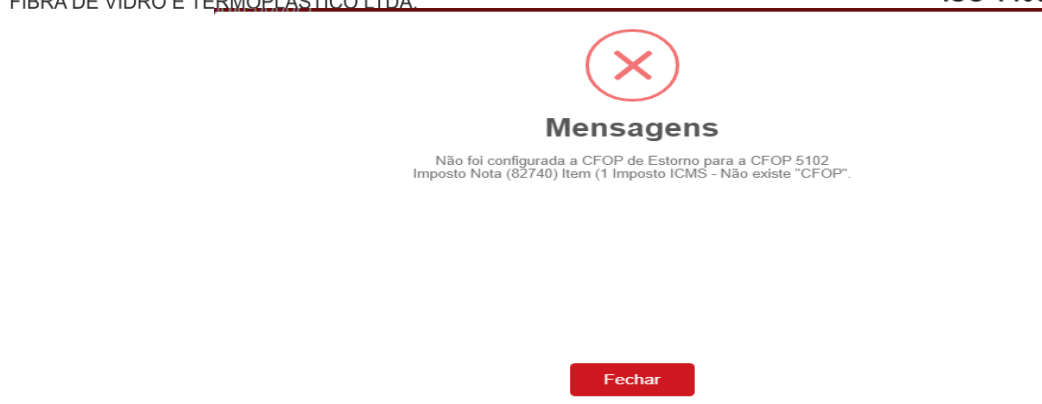 FIBRA DE VIDRO E TERMOPLÁSTICO LTDA.
Mensagens
Não foi configurada a CFOP de Estorno para a CFOP 5102
Imposto Nota (82740) Item (1 Imposto ICMS - Não existe "CFOP".
Fechar